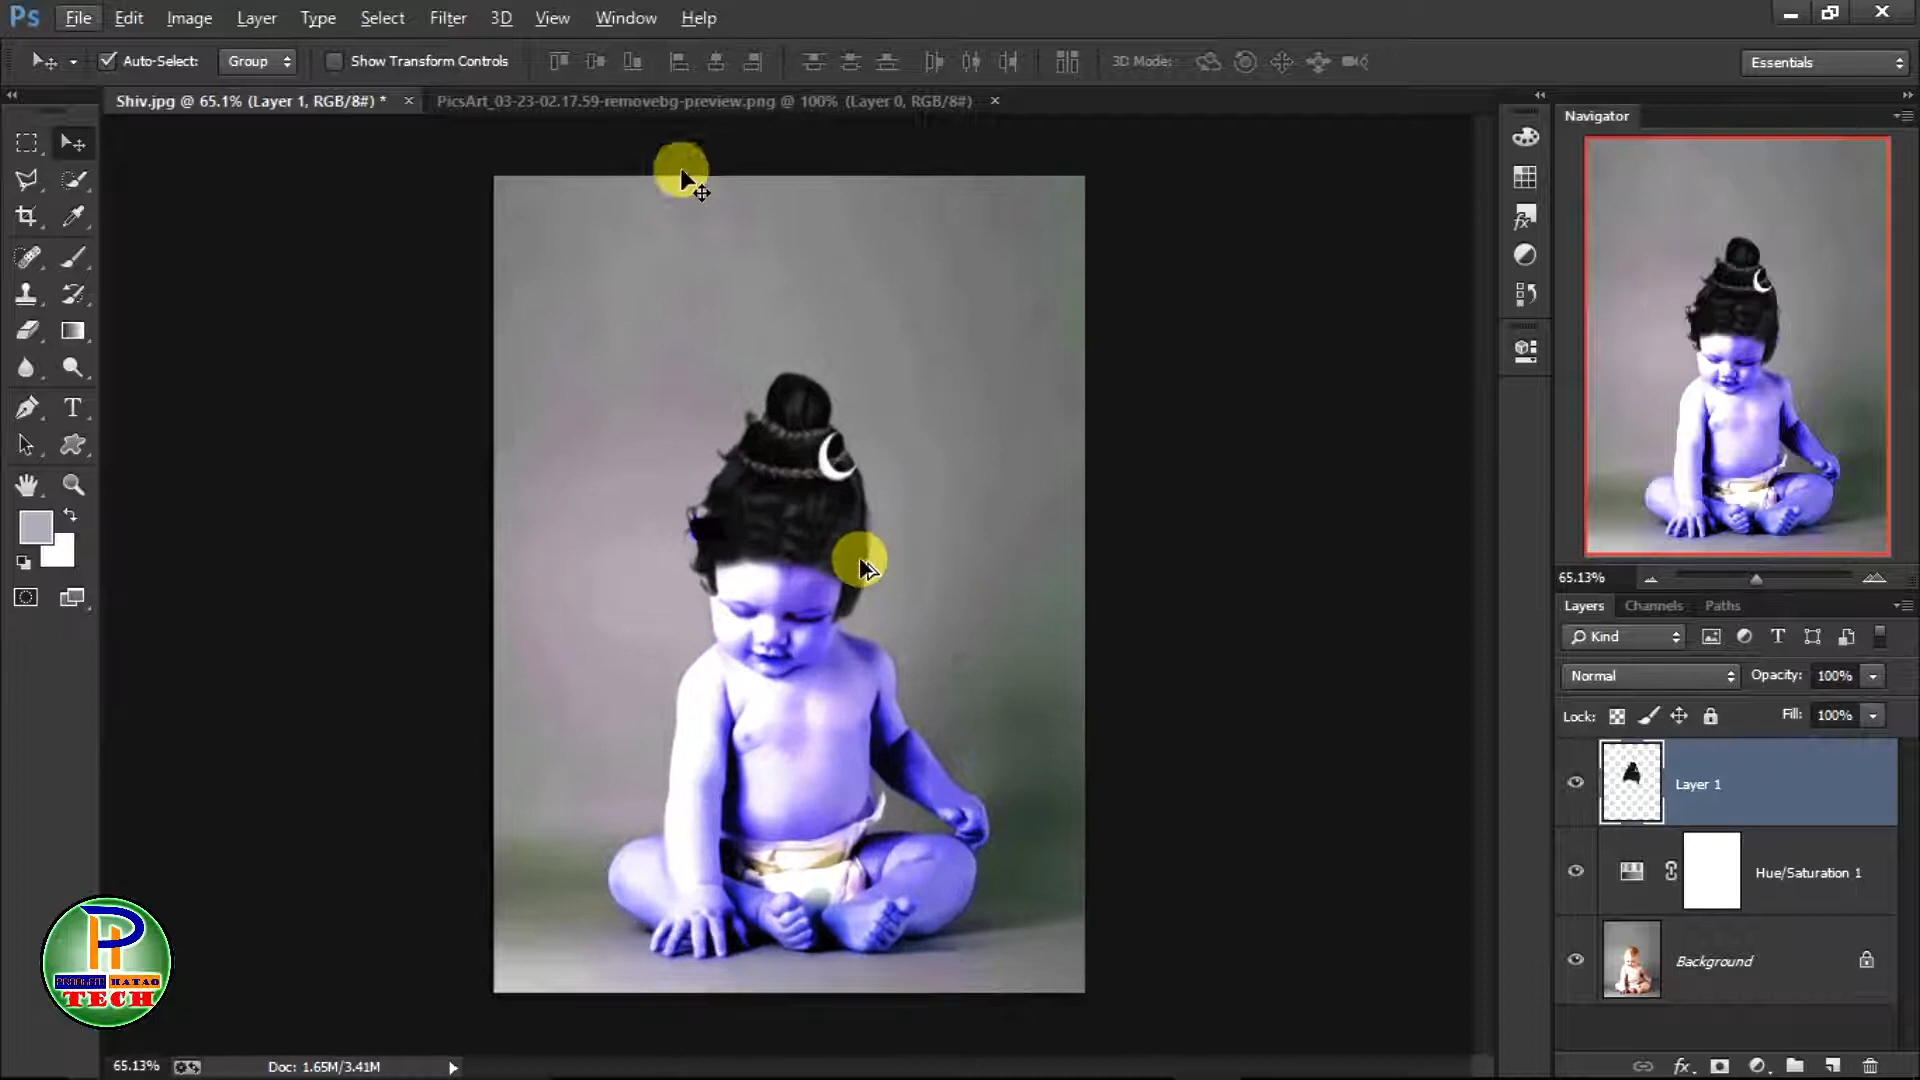 Ps File Edit Image Layer Type Select Filter 3D View Window Help
Auto-Select: Group Show Transform Controls 3D Mode: Essentials
Shiv.jpg @ 65.1% (Layer 1, RGB/8#) * × PicsArt_03-23-02.17.59-removebg-preview.png @ 100% (Layer 0, RGB/8#) ×
Navigator
65.13%
Layers Channels Paths
Kind
Normal Opacity: 100%
Lock: Fill: 100%
Layer 1
Hue/Saturation 1
Background
PROBLEM HATAO
TECH
65.13% Doc: 1.65M/3.41M